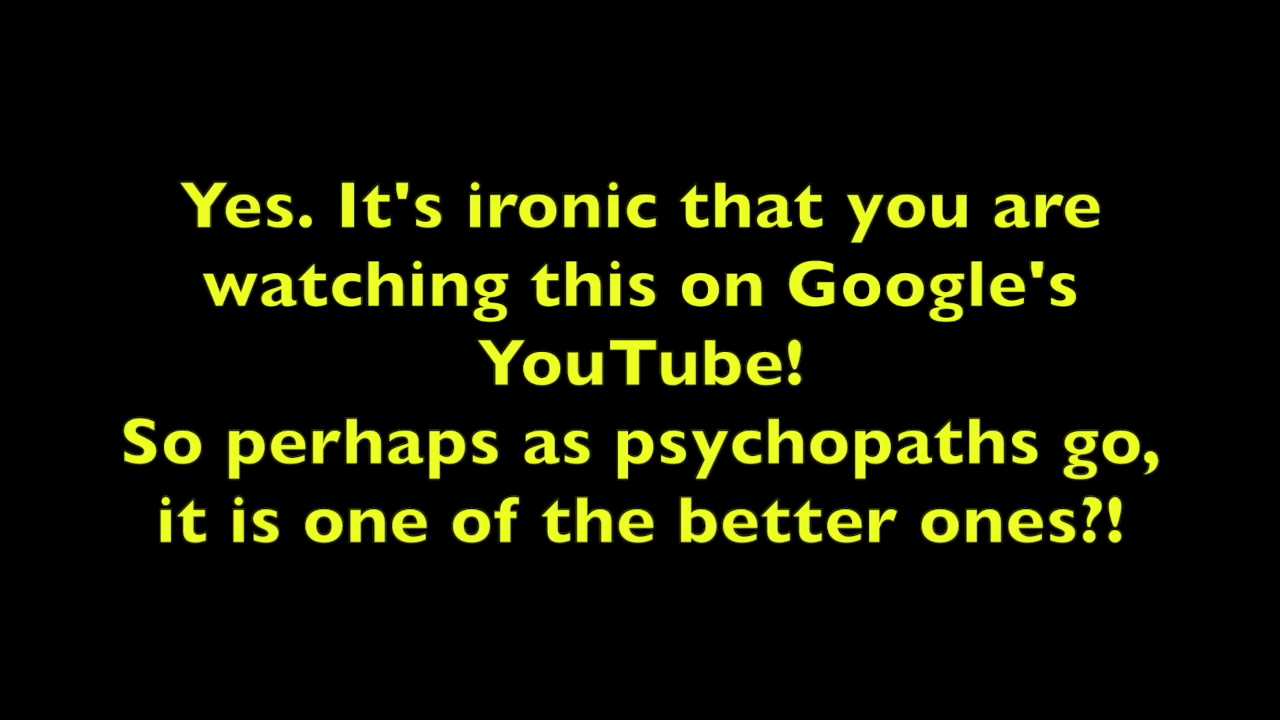 Yes. It's ironic that you are
watching this on Google's
YouTube!
So perhaps as psychopaths go,
it is one of the better ones?!